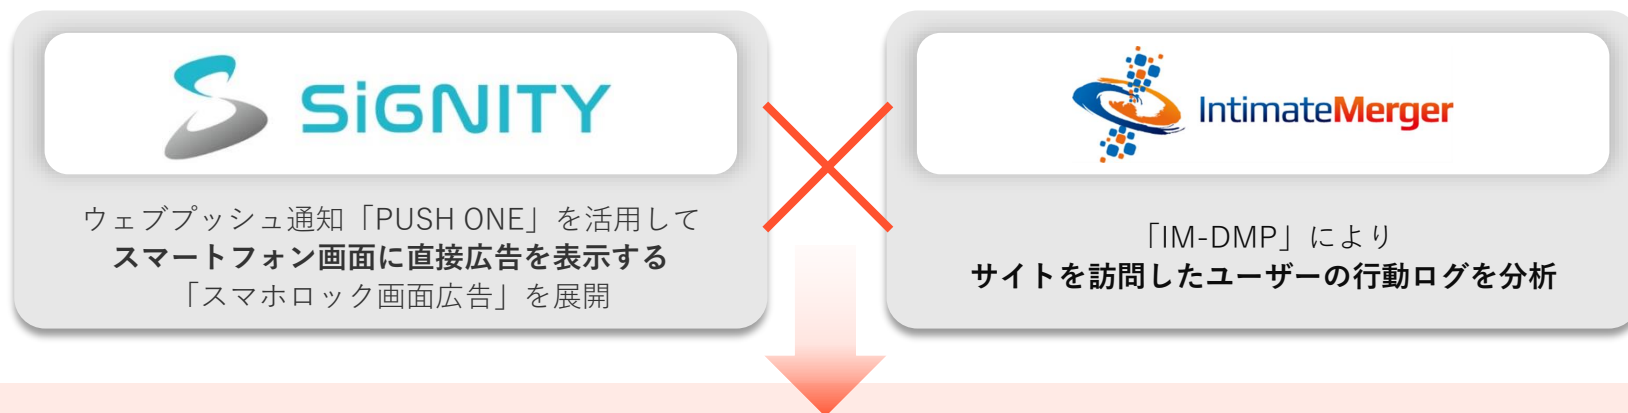 SiGNITY
ウェブプッシュ通知「PUSH ONE」を活用して
スマートフォン画面に直接広告を表示する
「スマホロック画面広告」を展開
IntimateMerger
「IM-DMP」により
サイトを訪問したユーザーの行動ログを分析